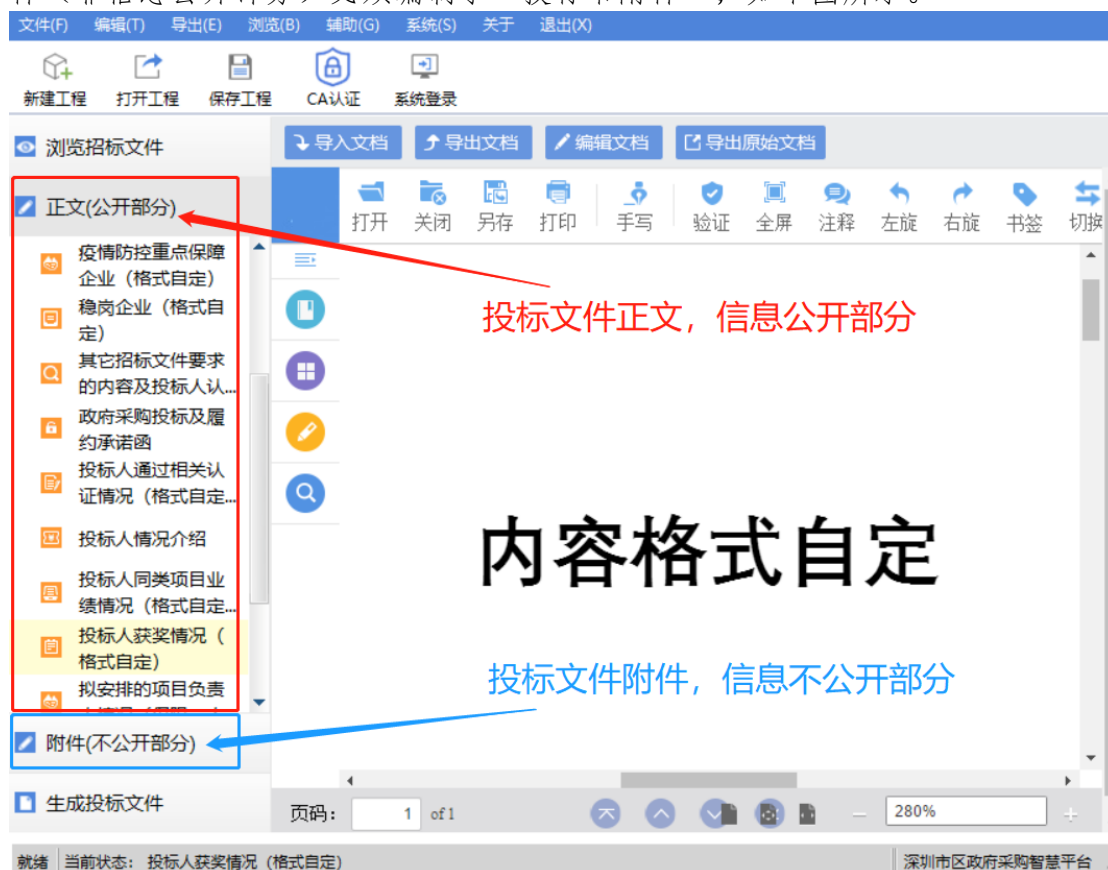 文件(F) 编辑(T) 导出(E) 浏览(B) 辅助(G) 系统(S) 关于 退出(X)
新建工程 打开工程 保存工程 CA认证 系统登录
浏览招标文件
导入文档 导出文档 编辑文档 导出原始文档
正文(公开部分)
打开 关闭 另存 打印 手写 验证 全屏 注释 左旋 右旋 书签 切换
疫情防控重点保障
企业（格式自定）
稳岗企业（格式自
定）
其它招标文件要求
的内容及投标人认...
政府采购投标及履
约承诺函
投标人通过相关认
证情况（格式自定...
投标人情况介绍
投标人同类项目业
绩情况（格式自定...
投标人获奖情况（
格式自定）
拟安排的项目负责
投标文件正文，信息公开部分
内容格式自定
投标文件附件，信息不公开部分
附件(不公开部分)
生成投标文件
页码： 1 of 1 280%
就绪 当前状态： 投标人获奖情况（格式自定） 深圳市区政府采购智慧平台